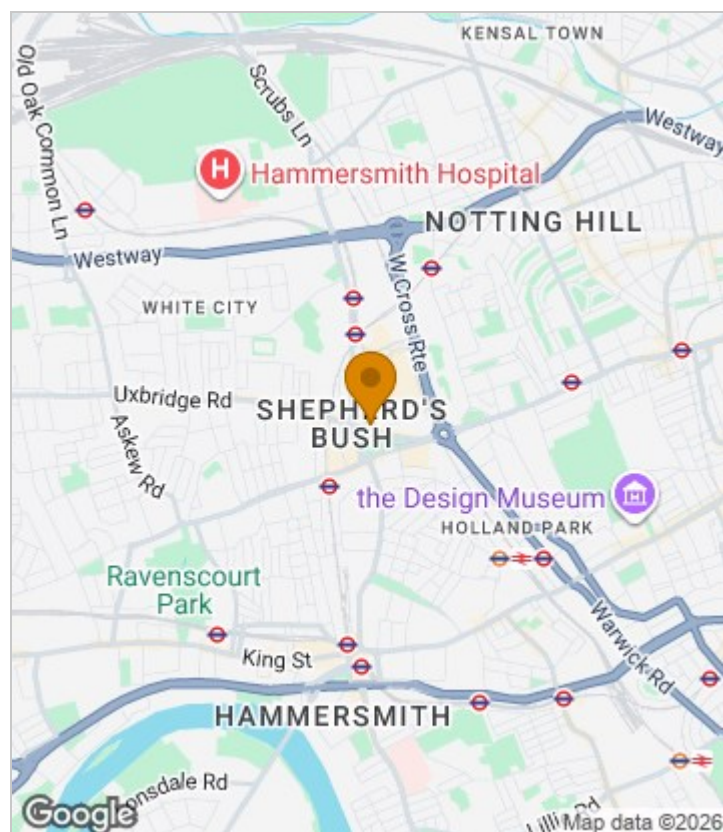 KENSAL TOWN
Old Oak Common Ln
Scrubs Ln
Westway
H
Hammersmith Hospital
NOTTING HILL
Westway
W Cross Rte
WHITE CITY
Uxbridge Rd
SHEPHERD'S
BUSH
Askew Rd
the Design Museum
HOLLAND PARK
Ravenscourt
Park
King St
Warwick Rd
HAMMERSMITH
onsdale Rd
Google
Map data ©2026